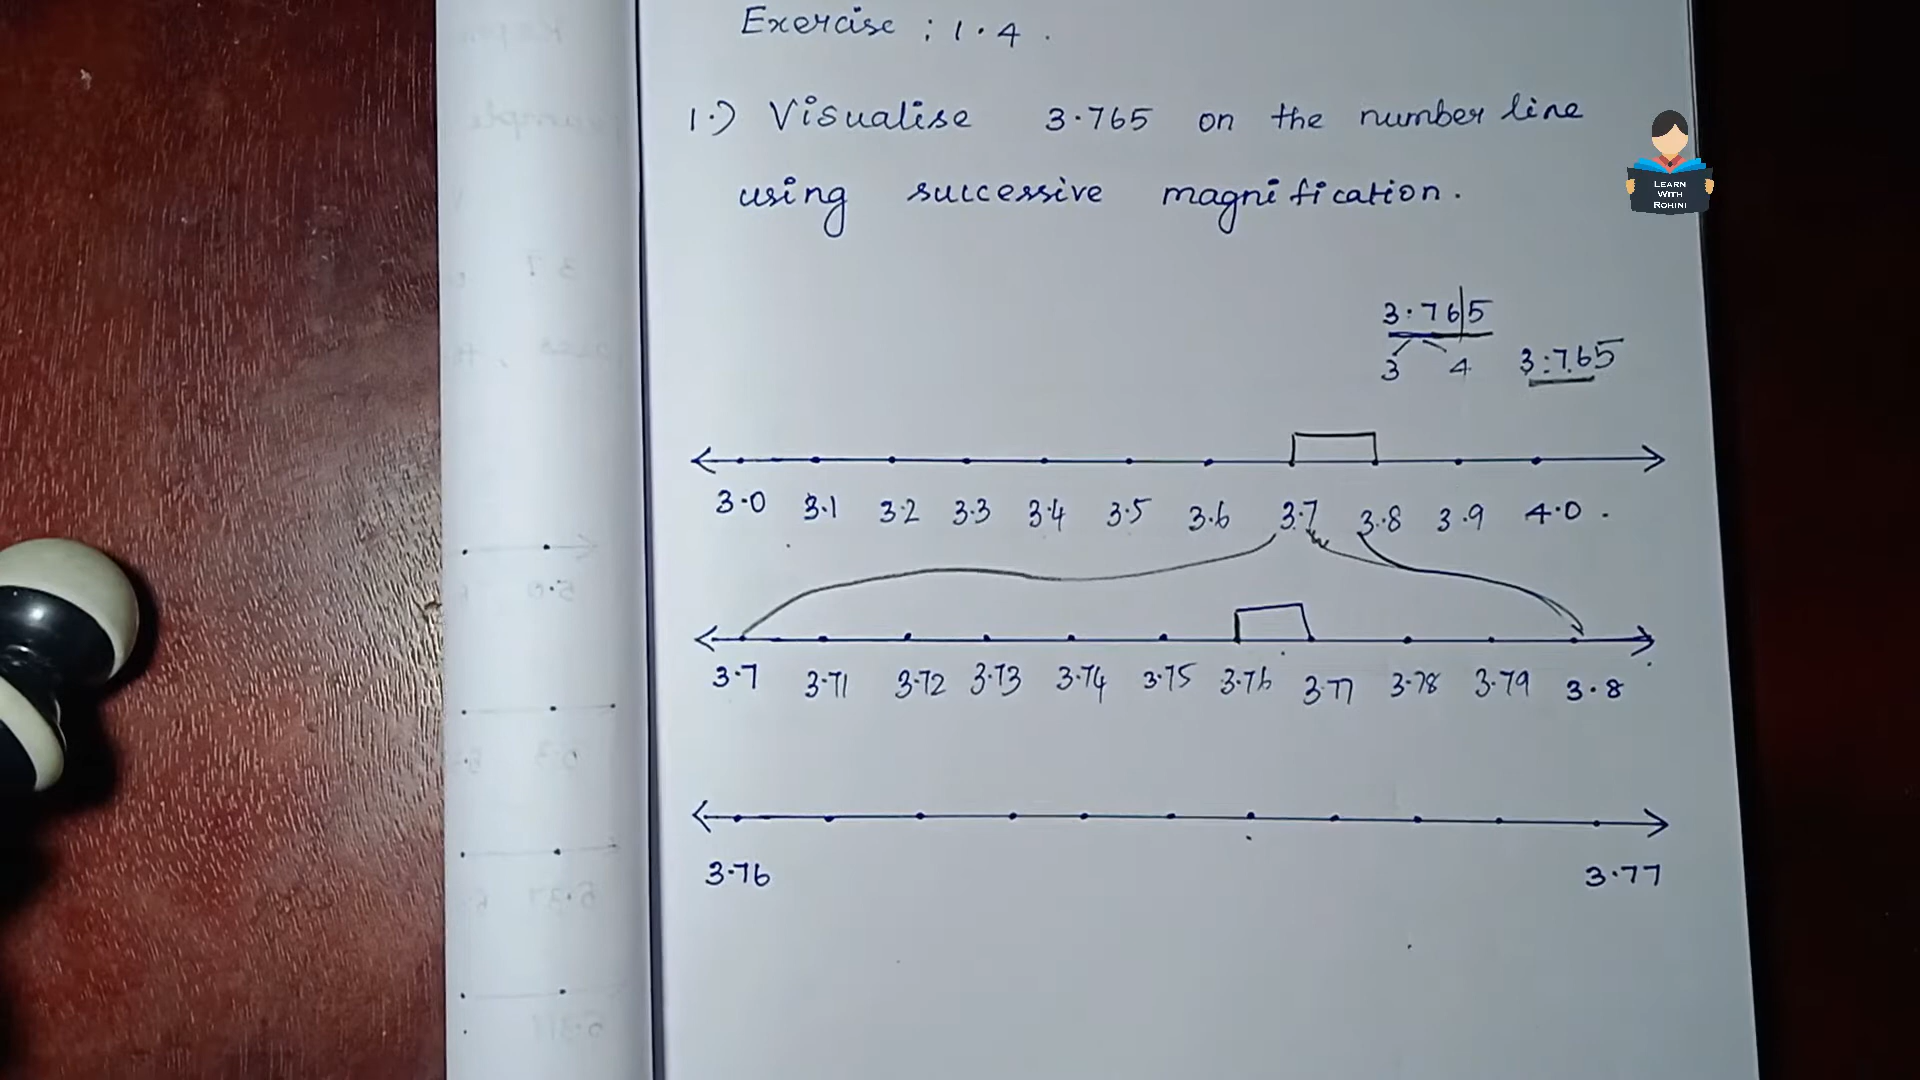 Exercise : 1.4.
1.) Visualise 3.765 on the number line
using successive magnification.
LEARN
WITH
ROHINI
3.765
3 4
3.765
3.0 3.1 3.2 3.3 3.4 3.5 3.6 3.7 3.8 3.9 4.0.
3.7 3.71 3.72 3.73 3.74 3.75 3.76 3.77 3.78 3.79 3.8
3.76 3.77